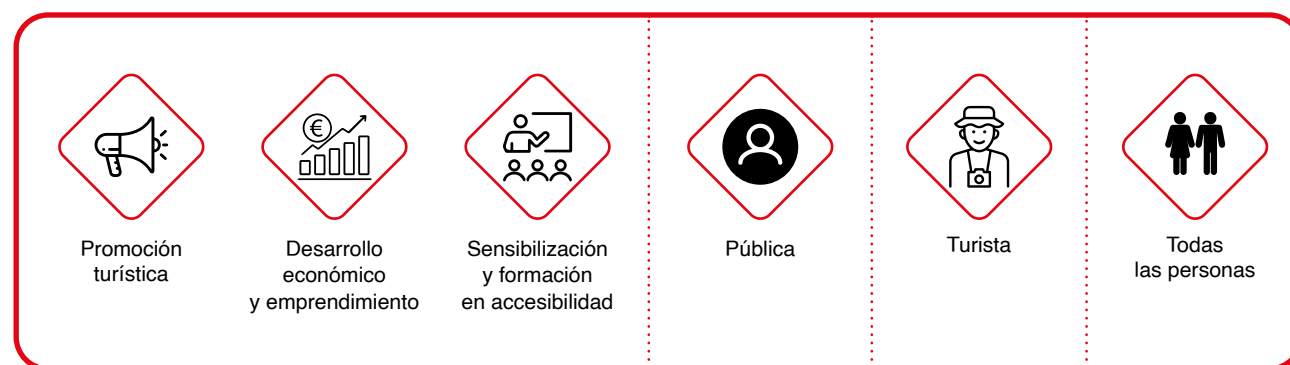 Promoción
turística
Desarrollo
económico
y emprendimiento
Sensibilización
y formación
en accesibilidad
Pública
Turista
Todas
las personas